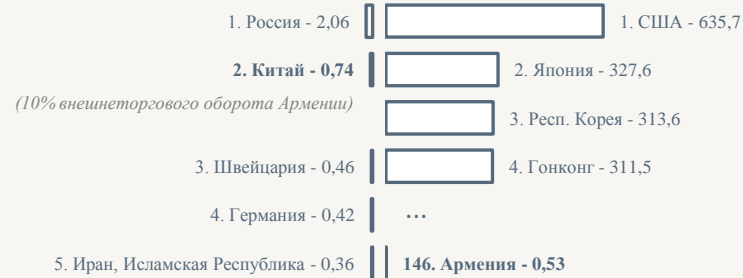 1. Россия - 2,06
1. США - 635,7
2. Китай - 0,74
2. Япония - 327,6
(10% внешнеторгового оборота Армении)
3. Респ. Корея - 313,6
3. Швейцария - 0,46
4. Гонконг - 311,5
4. Германия - 0,42
...
5. Иран, Исламская Республика - 0,36
146. Армения - 0,53